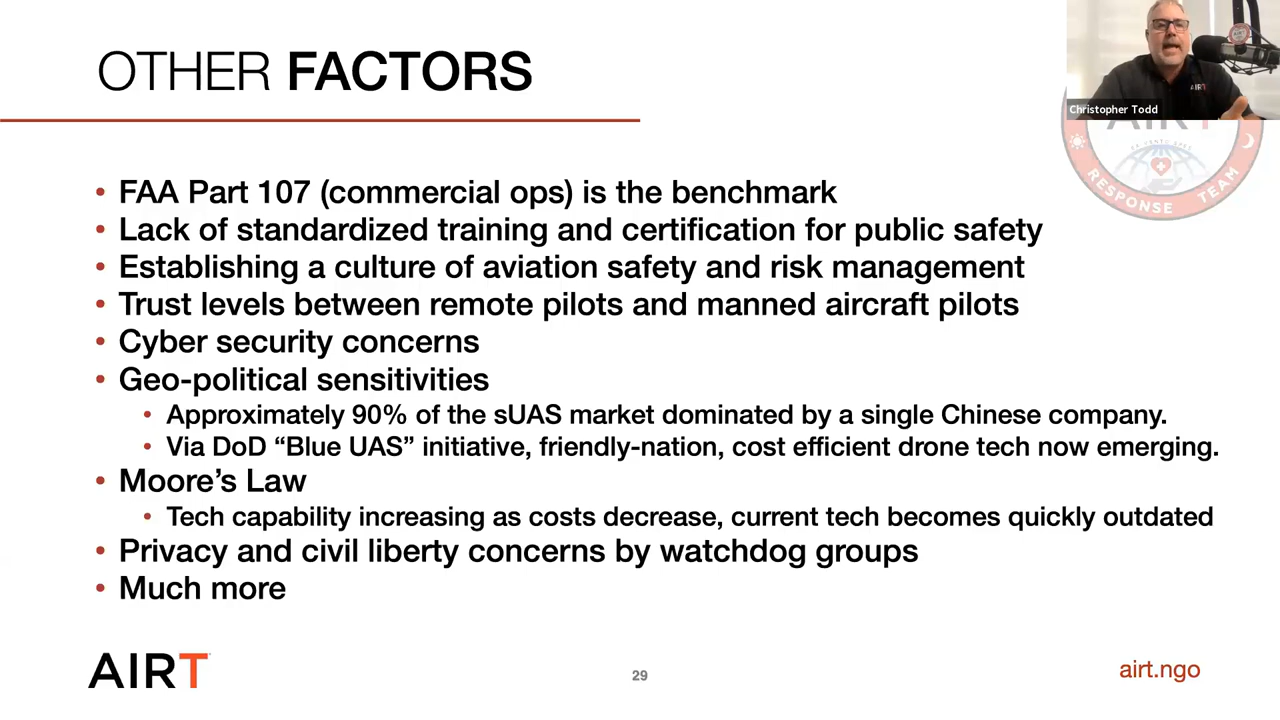 OTHER FACTORS
AIRT
Christopher Todd
RESPONSE TEAM
• FAA Part 107 (commercial ops) is the benchmark
• Lack of standardized training and certification for public safety
• Establishing a culture of aviation safety and risk management
• Trust levels between remote pilots and manned aircraft pilots
• Cyber security concerns
• Geo-political sensitivities
• Approximately 90% of the sUAS market dominated by a single Chinese company.
• Via DoD “Blue UAS” initiative, friendly-nation, cost efficient drone tech now emerging.
• Moore’s Law
• Tech capability increasing as costs decrease, current tech becomes quickly outdated
• Privacy and civil liberty concerns by watchdog groups
• Much more
AIRT
29
airt.ngo